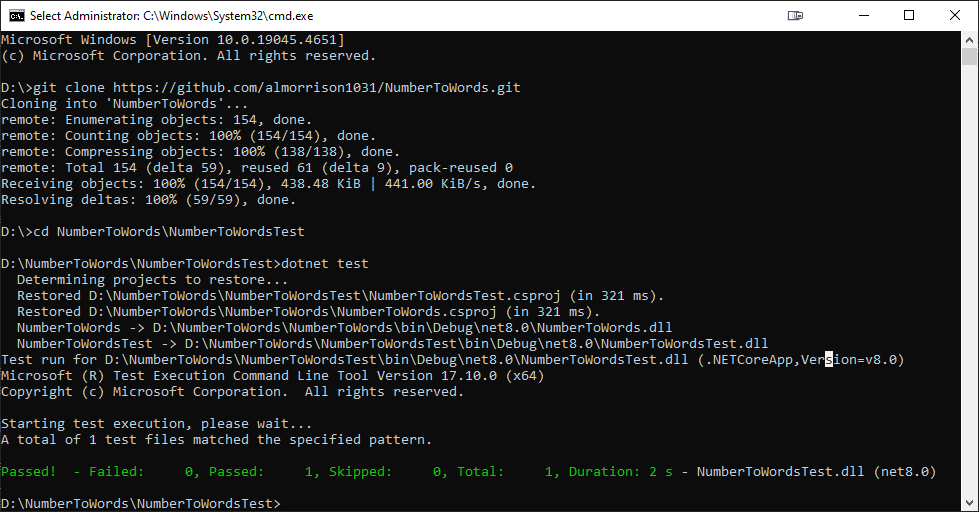 Select Administrator: C:\Windows\System32\cmd.exe
Microsoft Windows [Version 10.0.19045.4651]
(c) Microsoft Corporation. All rights reserved.
D:\>git clone https://github.com/almorrison1031/NumberToWords.git
Cloning into 'NumberToWords'...
remote: Enumerating objects: 154, done.
remote: Counting objects: 100% (154/154), done.
remote: Compressing objects: 100% (138/138), done.
remote: Total 154 (delta 59), reused 61 (delta 9), pack-reused 0
Receiving objects: 100% (154/154), 438.48 KiB | 441.00 KiB/s, done.
Resolving deltas: 100% (59/59), done.
D:\>cd NumberToWords\NumberToWordsTest
D:\NumberToWords\NumberToWordsTest>dotnet test
  Determining projects to restore...
  Restored D:\NumberToWords\NumberToWordsTest\NumberToWordsTest.csproj (in 321 ms).
  Restored D:\NumberToWords\NumberToWords\NumberToWords.csproj (in 321 ms).
  NumberToWords -> D:\NumberToWords\NumberToWords\bin\Debug\net8.0\NumberToWords.dll
  NumberToWordsTest -> D:\NumberToWords\NumberToWordsTest\bin\Debug\net8.0\NumberToWordsTest.dll
Test run for D:\NumberToWords\NumberToWordsTest\bin\Debug\net8.0\NumberToWordsTest.dll (.NETCoreApp,Version=v8.0)
Microsoft (R) Test Execution Command Line Tool Version 17.10.0 (x64)
Copyright (c) Microsoft Corporation.  All rights reserved.
Starting test execution, please wait...
A total of 1 test files matched the specified pattern.
Passed!  - Failed:     0, Passed:     1, Skipped:     0, Total:     1, Duration: 2 s - NumberToWordsTest.dll (net8.0)
D:\NumberToWords\NumberToWordsTest>